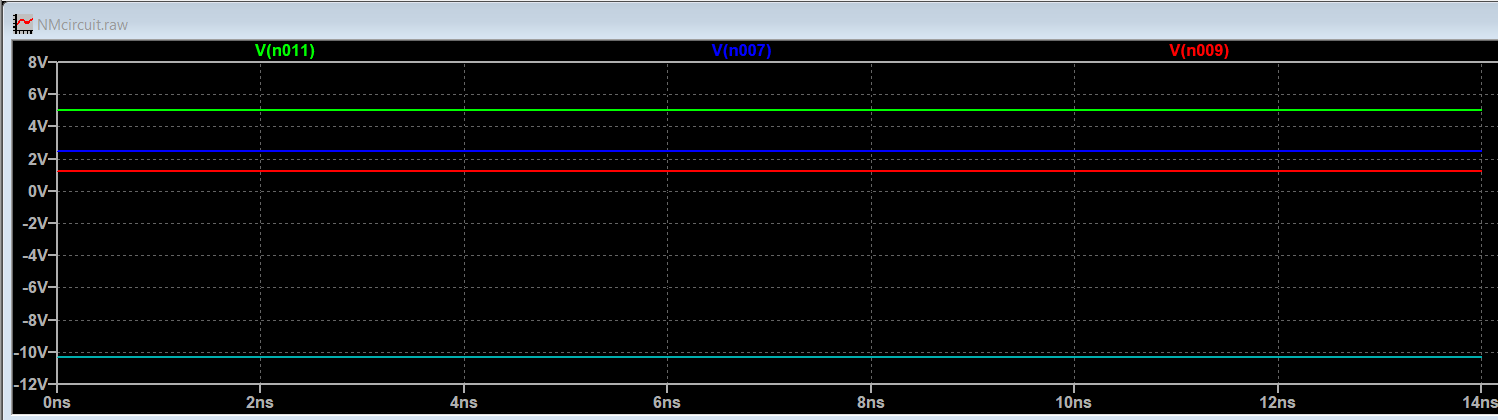 NMcircuit.raw
V(n011) V(n007) V(n009)
8V
6V
4V
2V
0V
-2V
-4V
-6V
-8V
-10V
-12V
0ns 2ns 4ns 6ns 8ns 10ns 12ns 14ns